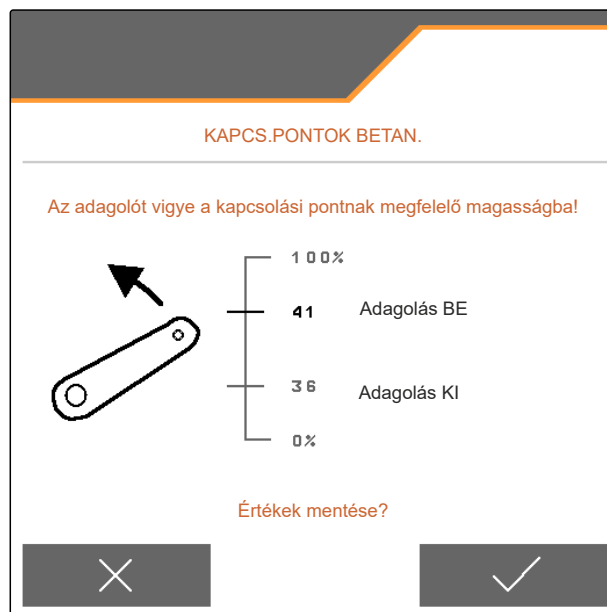 KAPCS.PONTOK BETAN.
Az adagolót vigye a kapcsolási pontnak megfelelő magasságba!
100%
41 Adagolás BE
36 Adagolás KI
0%
Értékek mentése?